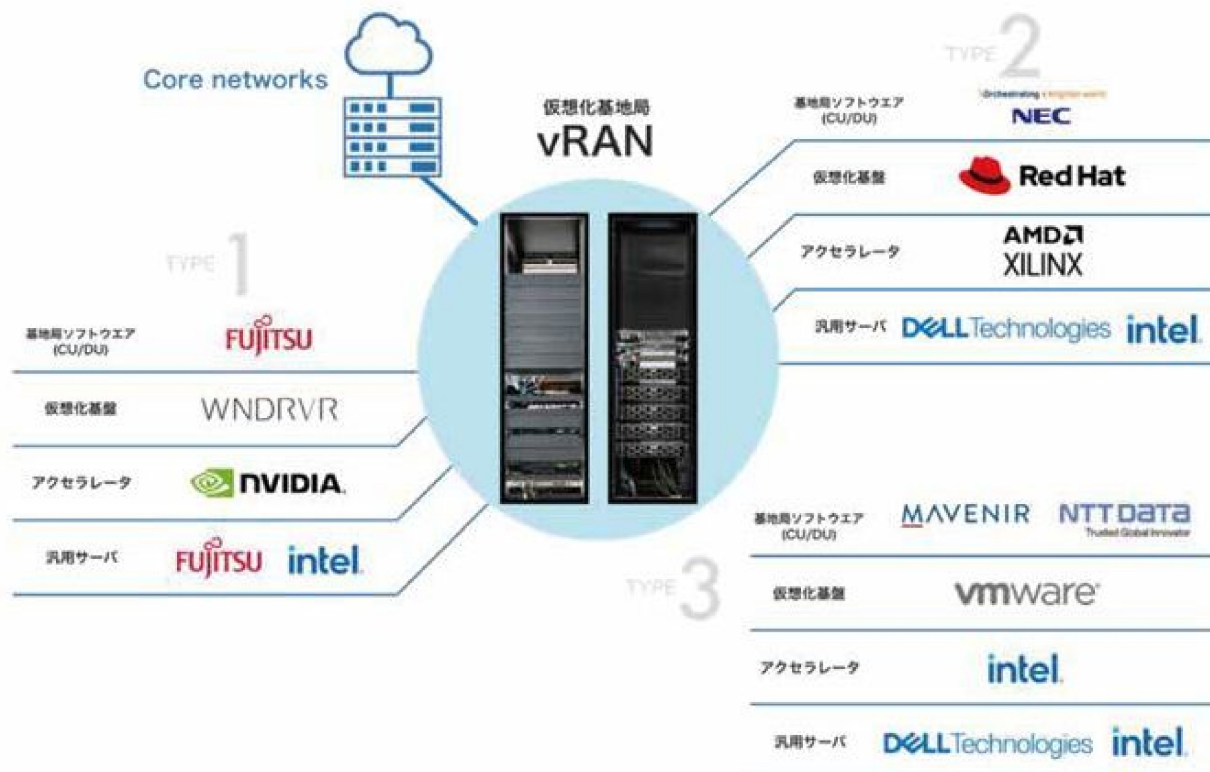 Core networks
仮想化基地局
vRAN
TYPE 1
基地局ソフトウエア
(CU/DU)
FUJITSU
仮想化基盤
WNDRVR
アクセラレータ
NVIDIA.
汎用サーバ
FUJITSU intel.
TYPE 2
基地局ソフトウエア
(CU/DU)
\Orchestrating a brighter world
NEC
仮想化基盤
Red Hat
アクセラレータ
AMD
XILINX
汎用サーバ
DELL Technologies intel.
TYPE 3
基地局ソフトウエア
(CU/DU)
MAVENIR
NTT DATA
Trusted Global Innovator
仮想化基盤
vmware®
アクセラレータ
intel.
汎用サーバ
DELL Technologies intel.